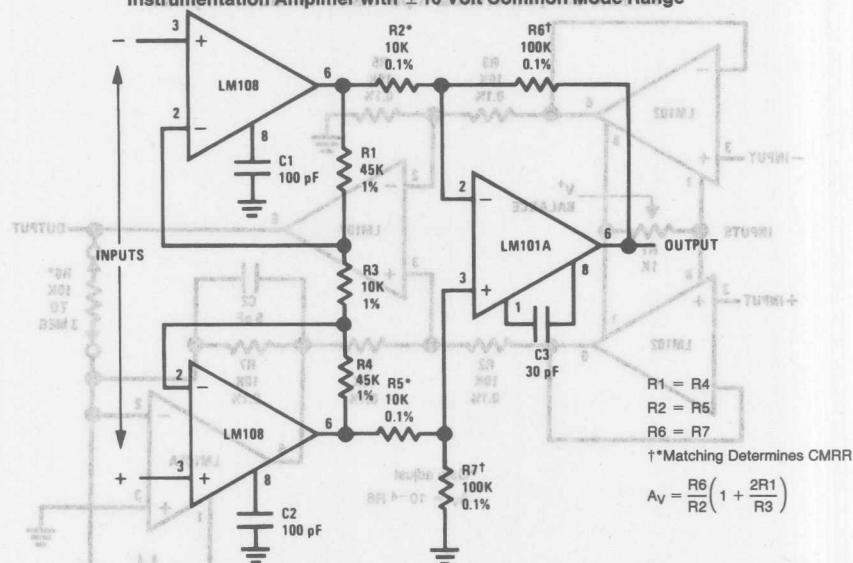 Instrumentation Amplifier with ± 10 Volt Common Mode Range
R2*
10K
0.1%
R6†
100K
0.1%
−
3
+
LM108
6
2
−
8
C1
100 pF
R1
45K
1%
2
−
LM101A
6
OUTPUT
3
+
1
8
C3
30 pF
INPUTS
R3
10K
1%
2
−
LM108
6
+
3
+
8
C2
100 pF
R4
45K
1%
R5*
10K
0.1%
R7†
100K
0.1%
R1 = R4
R2 = R5
R6 = R7
†*Matching Determines CMRR
AV = R6/R2 (1 + 2R1/R3)